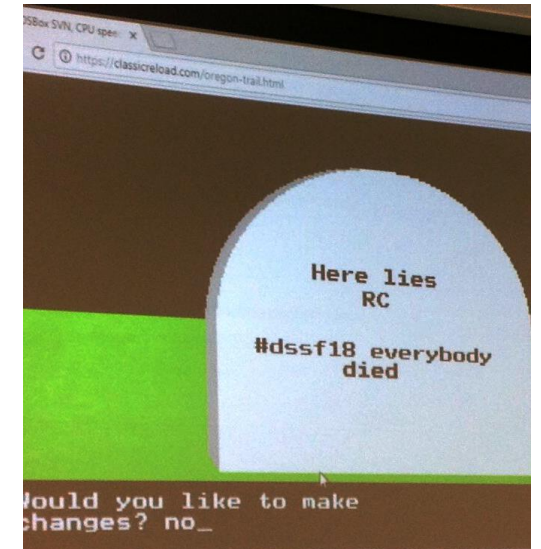 OSBox SVN, CPU spee
https://classicreload.com/oregon-trail.html
Here lies
RC
#dssf18 everybody
died
Would you like to make
changes? no_